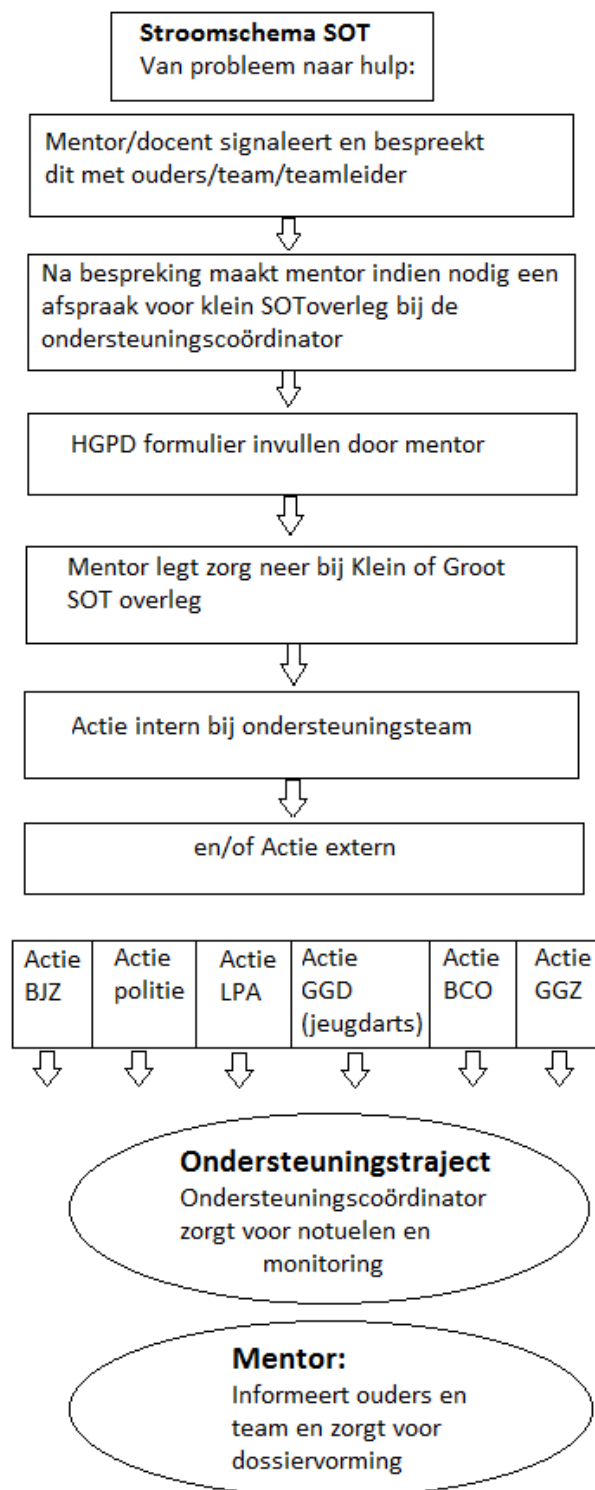 Stroomschema SOT
Van probleem naar hulp:
Mentor/docent signaleert en bespreekt
dit met ouders/team/teamleider
Na bespreking maakt mentor indien nodig een
afspraak voor klein SOToverleg bij de
ondersteuningscoördinator
HGPD formulier invullen door mentor
Mentor legt zorg neer bij Klein of Groot
SOT overleg
Actie intern bij ondersteuningsteam
en/of Actie extern
Actie
BJZ
Actie
politie
Actie
LPA
Actie
GGD
(jeugdarts)
Actie
BCO
Actie
GGZ
Ondersteuningstraject
Ondersteuningscoördinator
zorgt voor notuelen en
monitoring
Mentor:
Informeert ouders en
team en zorgt voor
dossiervorming